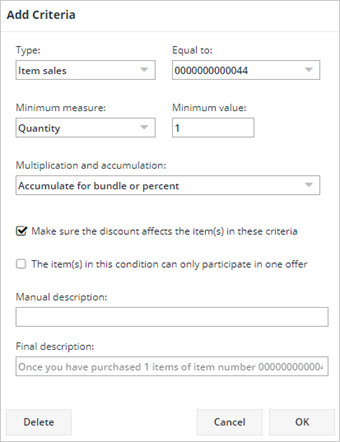 Add Criteria
Type: Equal to:
Item sales 0000000000044
Minimum measure: Minimum value:
Quantity 1
Multiplication and accumulation:
Accumulate for bundle or percent
Make sure the discount affects the item(s) in these criteria
The item(s) in this condition can only participate in one offer
Manual description:
Final description:
Once you have purchased 1 items of item number
Delete Cancel OK